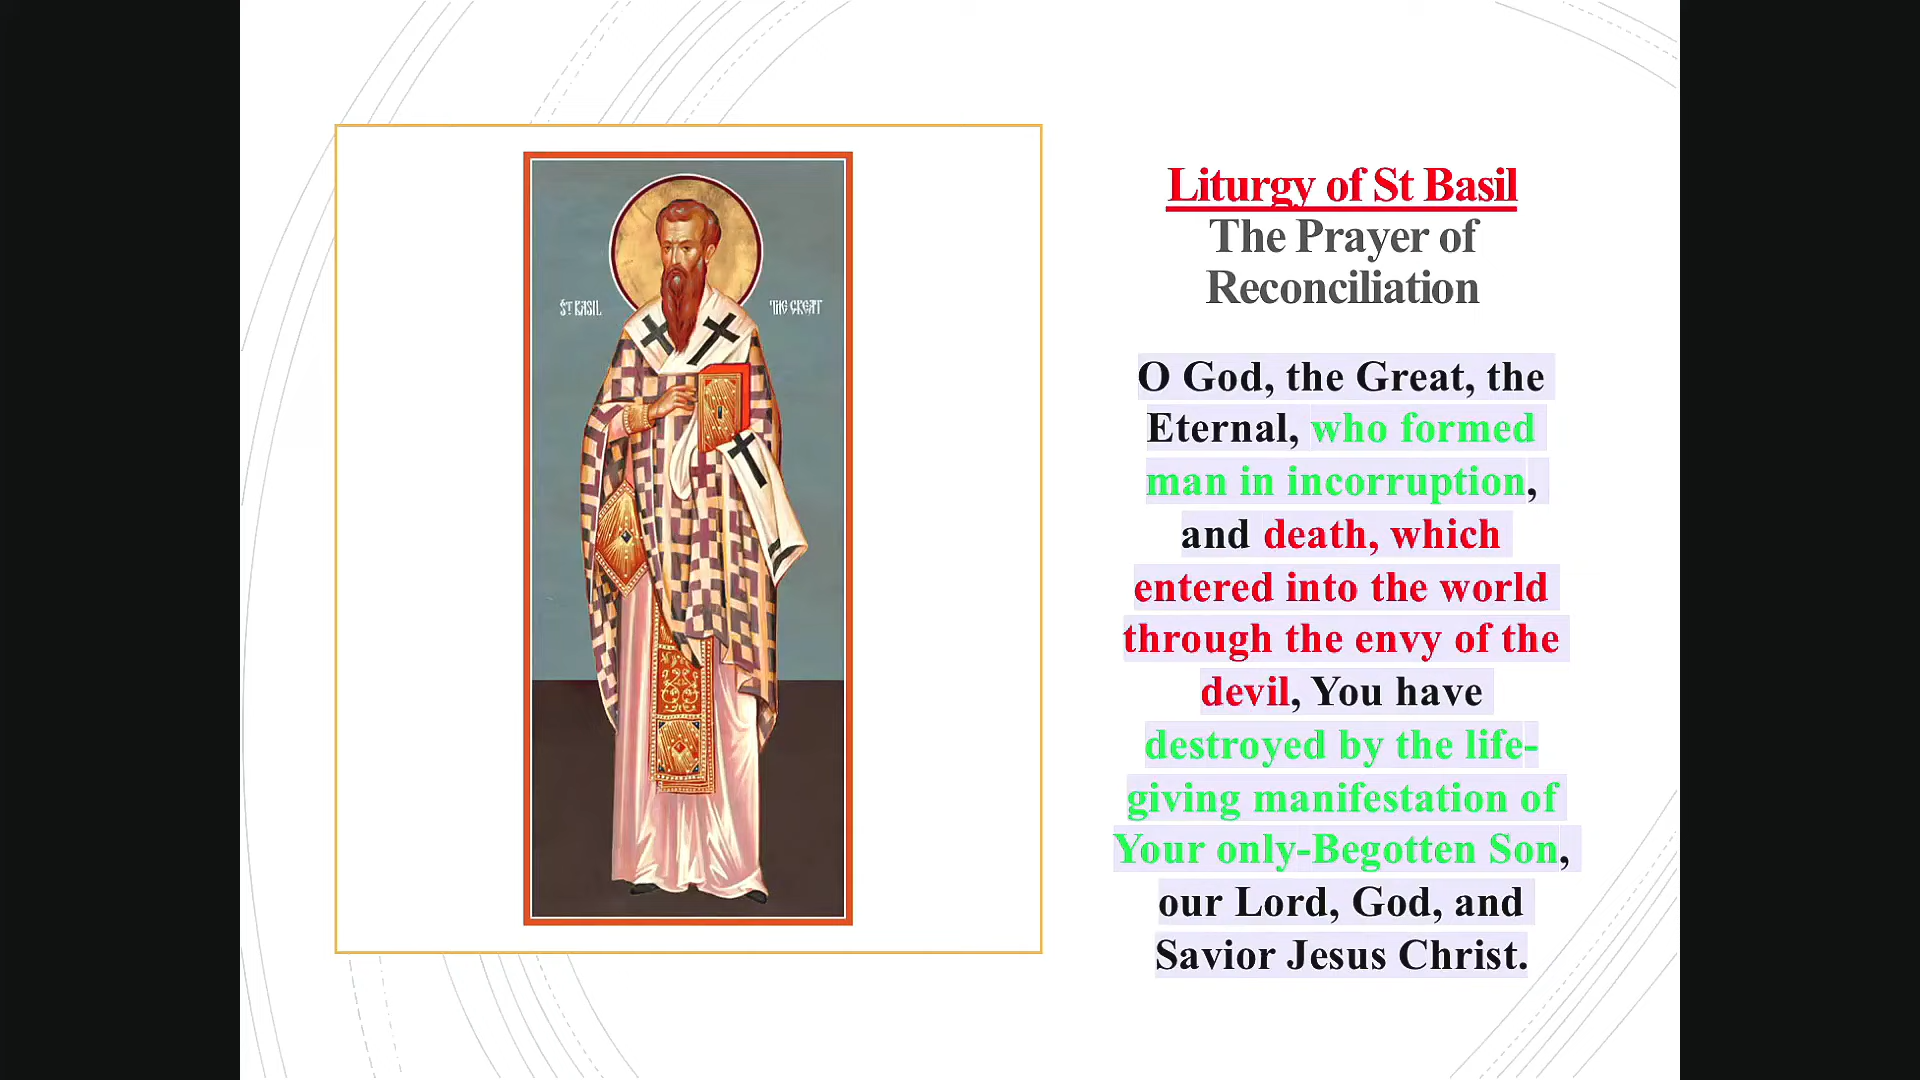 ST BASIL
THE GREAT
Liturgy of St Basil
The Prayer of
Reconciliation
O God, the Great, the
Eternal, who formed
man in incorruption,
and death, which
entered into the world
through the envy of the
devil, You have
destroyed by the life-
giving manifestation of
Your only-Begotten Son,
our Lord, God, and
Savior Jesus Christ.